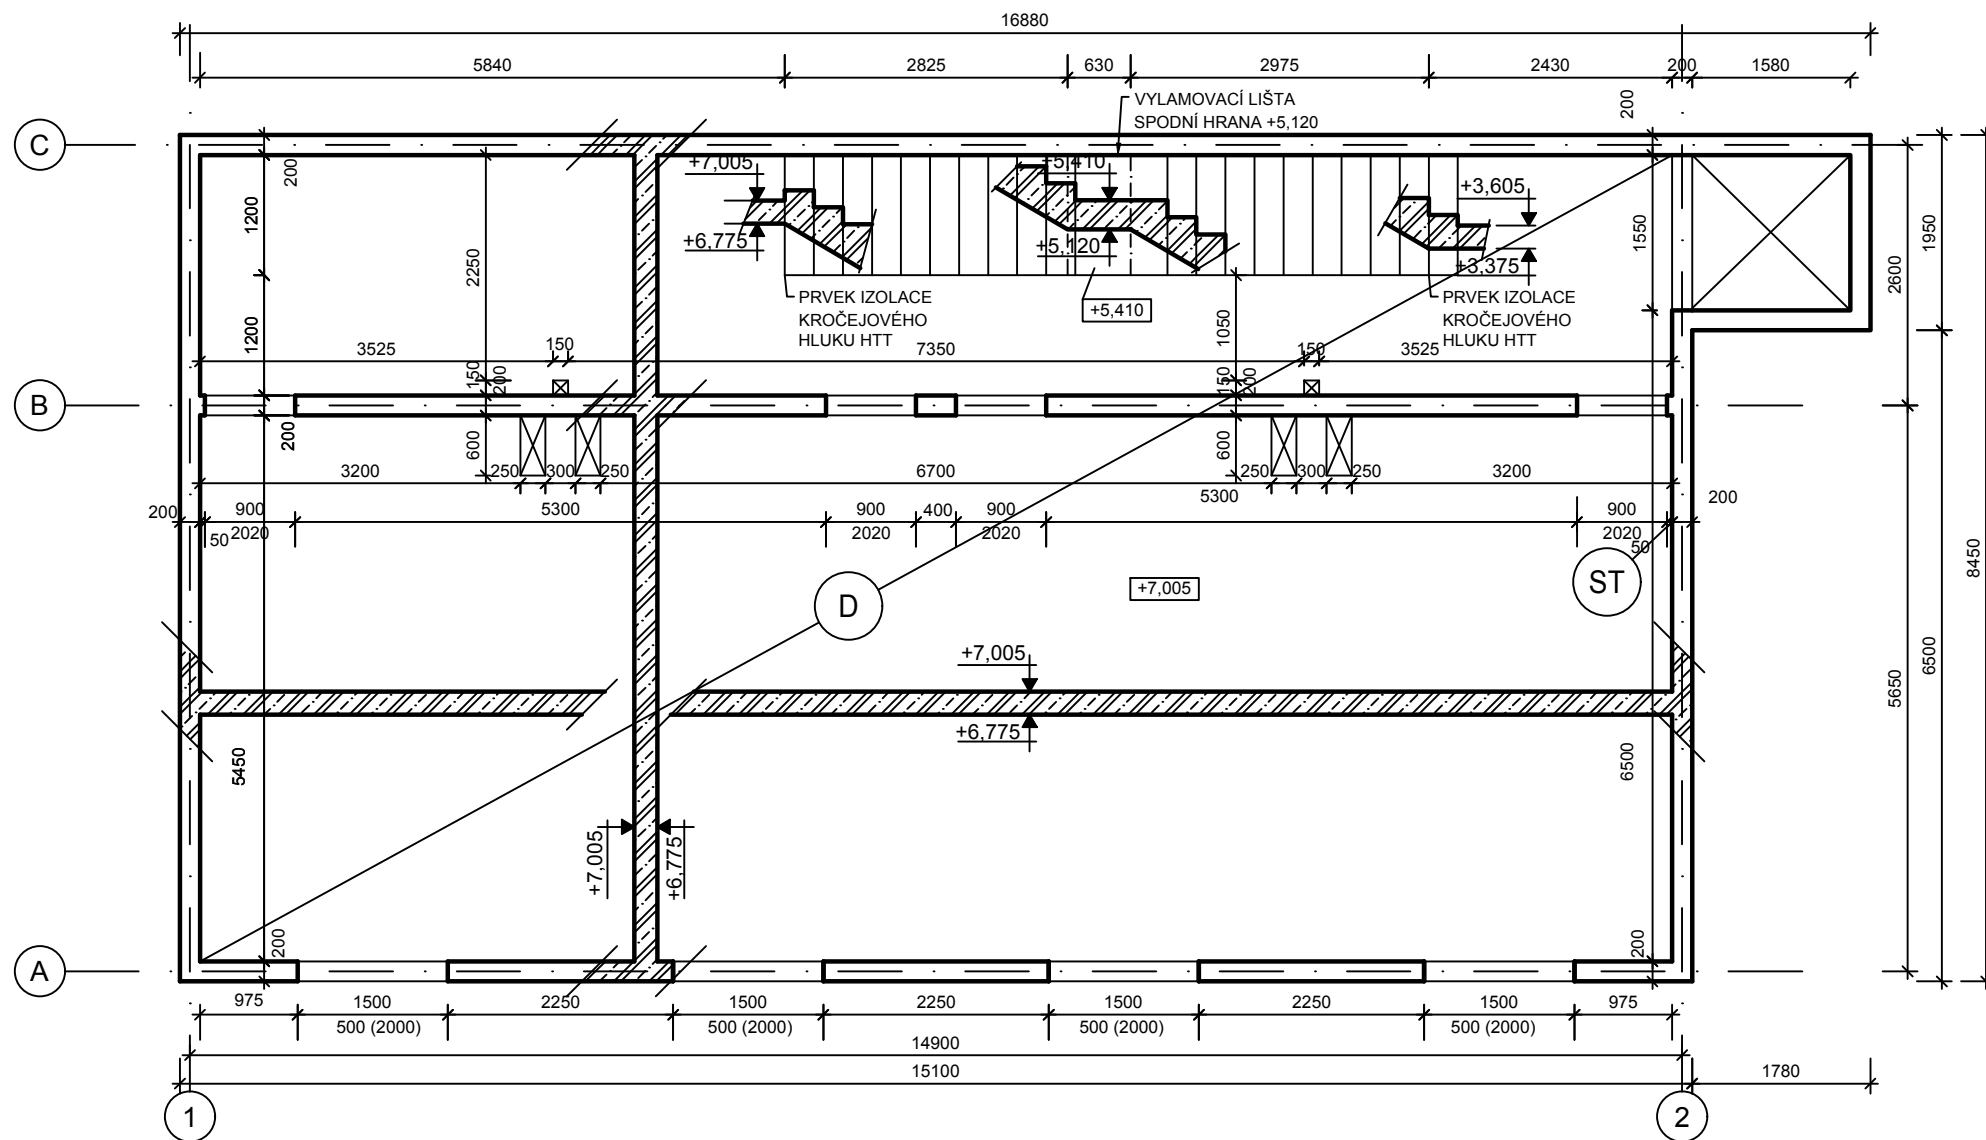 16880
5840 2825 630 2975 2430 200 1580
VYLAMOVACÍ LIŠTA
SPODNÍ HRANA +5,120
200
C
200
+7,005
+5,410
+3,605
1200
2250
+6,775
+5,120
+3,375
1550
1950
2600
8450
PRVEK IZOLACE
KROČEJOVÉHO
HLUKU HTT
+5,410
PRVEK IZOLACE
KROČEJOVÉHO
HLUKU HTT
1200
1050
3525 150 7350 150 3525
150
200
150
200
B
200
600
600
3200 250 300 250 6700 250 300 250 3200
200 900 5300 900 400 900 5300 900 200
50 2020 2020 2020 2020 50
D
+7,005
ST
6500
5650
+7,005
+6,775
5450
6500
+7,005
+6,775
200
200
A
975 1500 2250 1500 2250 1500 2250 1500 975
500 (2000) 500 (2000) 500 (2000) 500 (2000)
14900
15100 1780
1 2